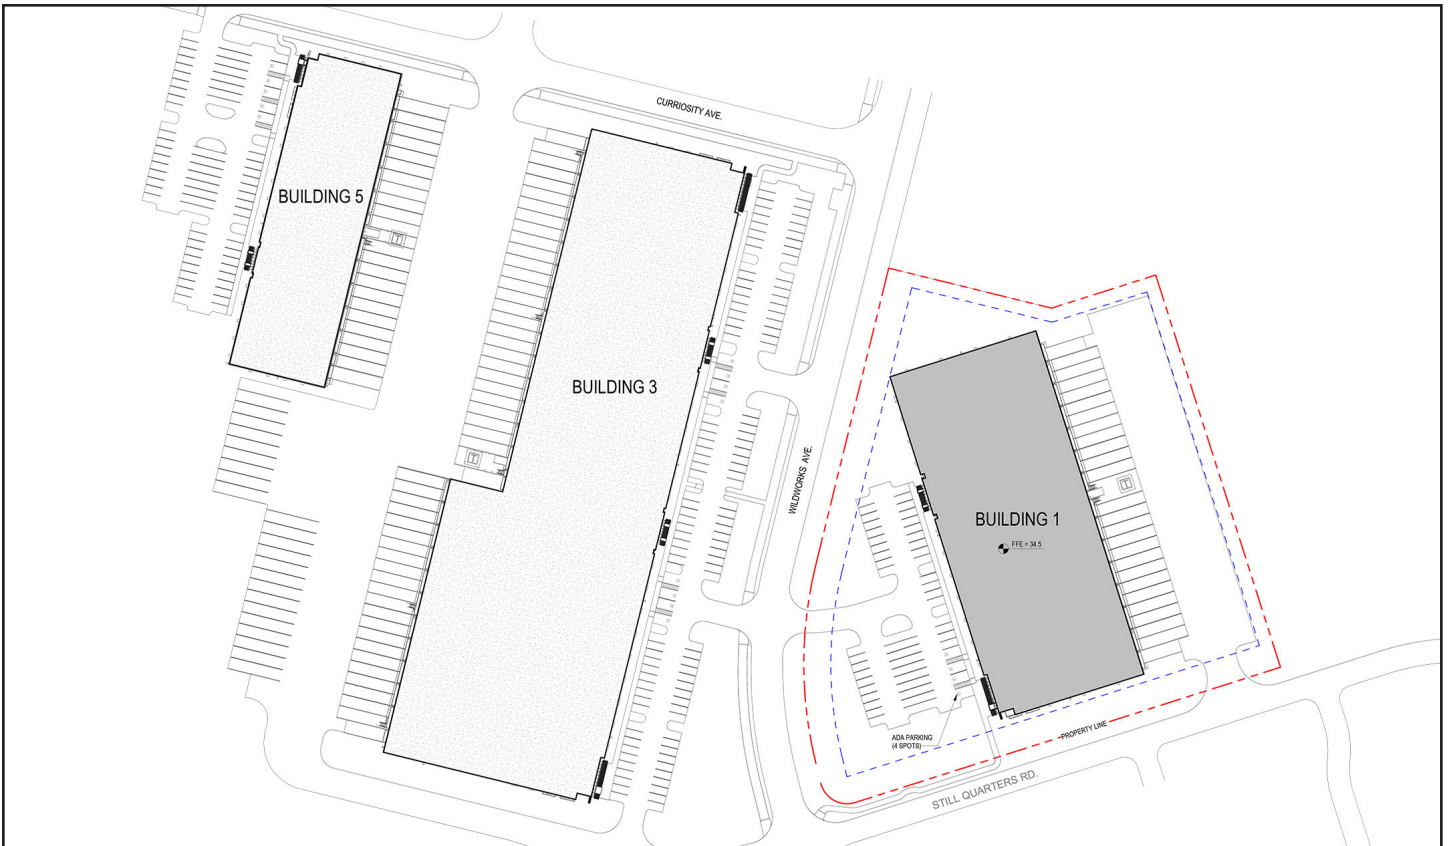 CURRIOSITY AVE.
BUILDING 5
BUILDING 3
WILDWORKS AVE.
BUILDING 1
FFE = 34.5
ADA PARKING
(4 SPOTS)
PROPERTY LINE
STILL QUARTERS RD.